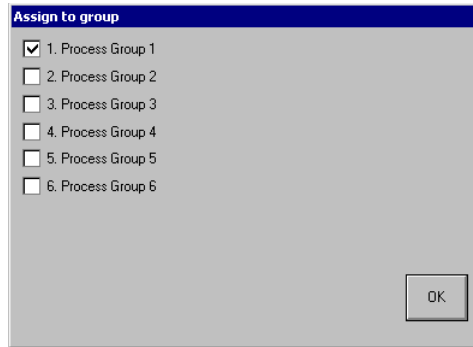 Assign to group
1. Process Group 1
2. Process Group 2
3. Process Group 3
4. Process Group 4
5. Process Group 5
6. Process Group 6
OK